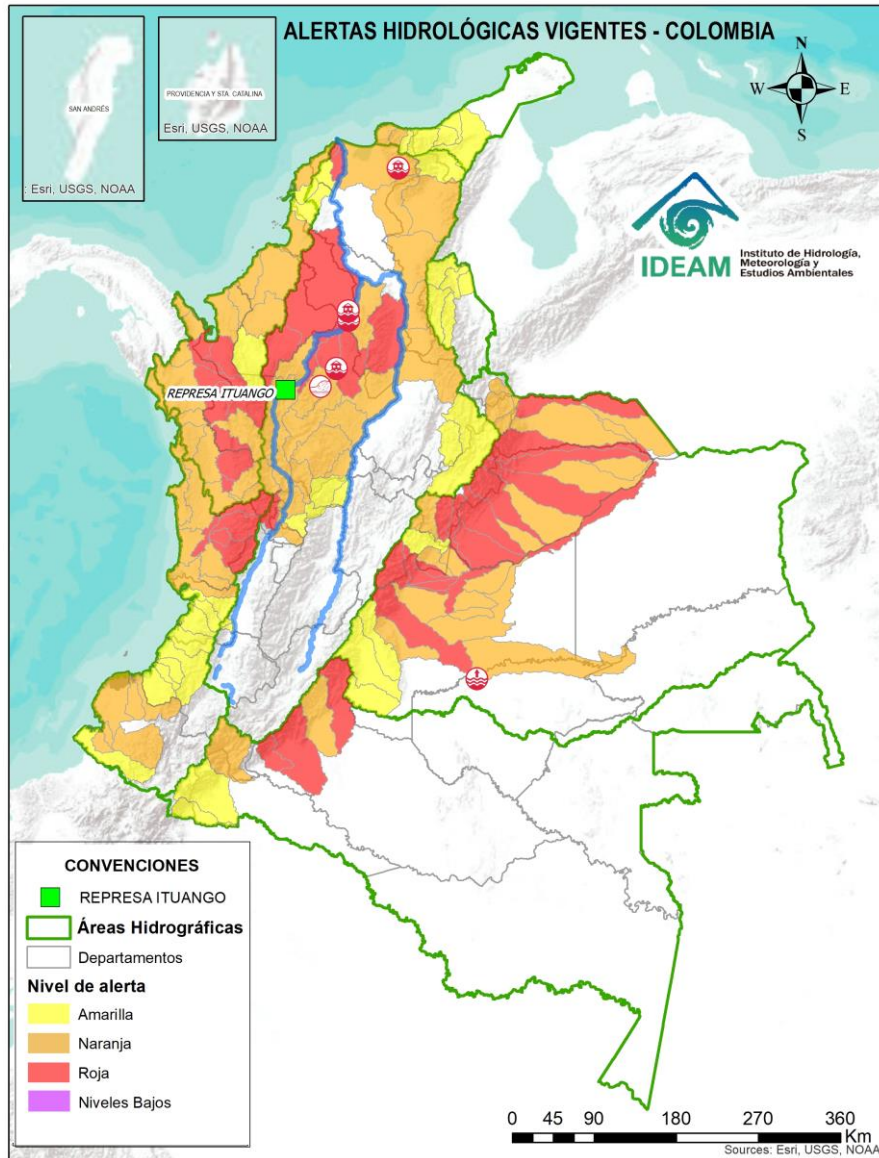 ALERTAS HIDROLÓGICAS VIGENTES - COLOMBIA
N
W
E
S
SAN ANDRÉS
: Esri, USGS, NOAA
PROVIDENCIA Y STA. CATALINA
Esri, USGS, NOAA
IDEAM
Instituto de Hidrología,
Meteorología y
Estudios Ambientales
REPRESA ITUANGO
CONVENCIONES
REPRESA ITUANGO
Áreas Hidrográficas
Departamentos
Nivel de alerta
Amarilla
Naranja
Roja
Niveles Bajos
0 45 90 180 270 360
Km
Sources: Esri, USGS, NOAA